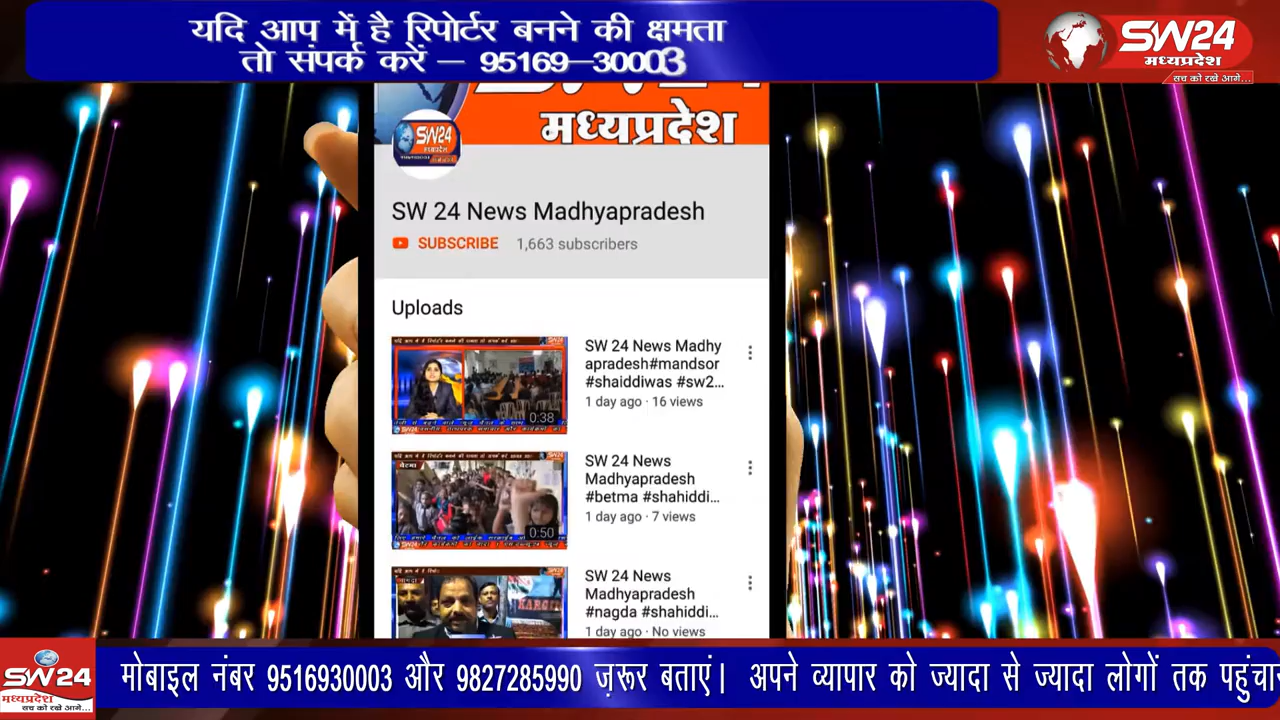 यदि आप में है रिपोर्टर बनने की क्षमता
तो संपर्क करें – 95169–30003
SW24
मध्यप्रदेश
सच को रखे आगे...
मध्यप्रदेश
SW24
SW 24 News Madhyapradesh
SUBSCRIBE 1,663 subscribers
Uploads
SW 24 News Madhy
apradesh#mandsor
#shaiddiwas #sw2...
1 day ago · 16 views
0:38
SW 24 News
Madhyapradesh
#betma #shahiddi...
1 day ago · 7 views
बेटमा
0:50
SW 24 News
Madhyapradesh
#nagda #shahiddi...
1 day ago · No views
SW24
मध्यप्रदेश
सच को रखे आगे...
मोबाइल नंबर 9516930003 और 9827285990 ज़रूर बताएं| अपने व्यापार को ज्यादा से ज्यादा लोगों तक पहुंचा